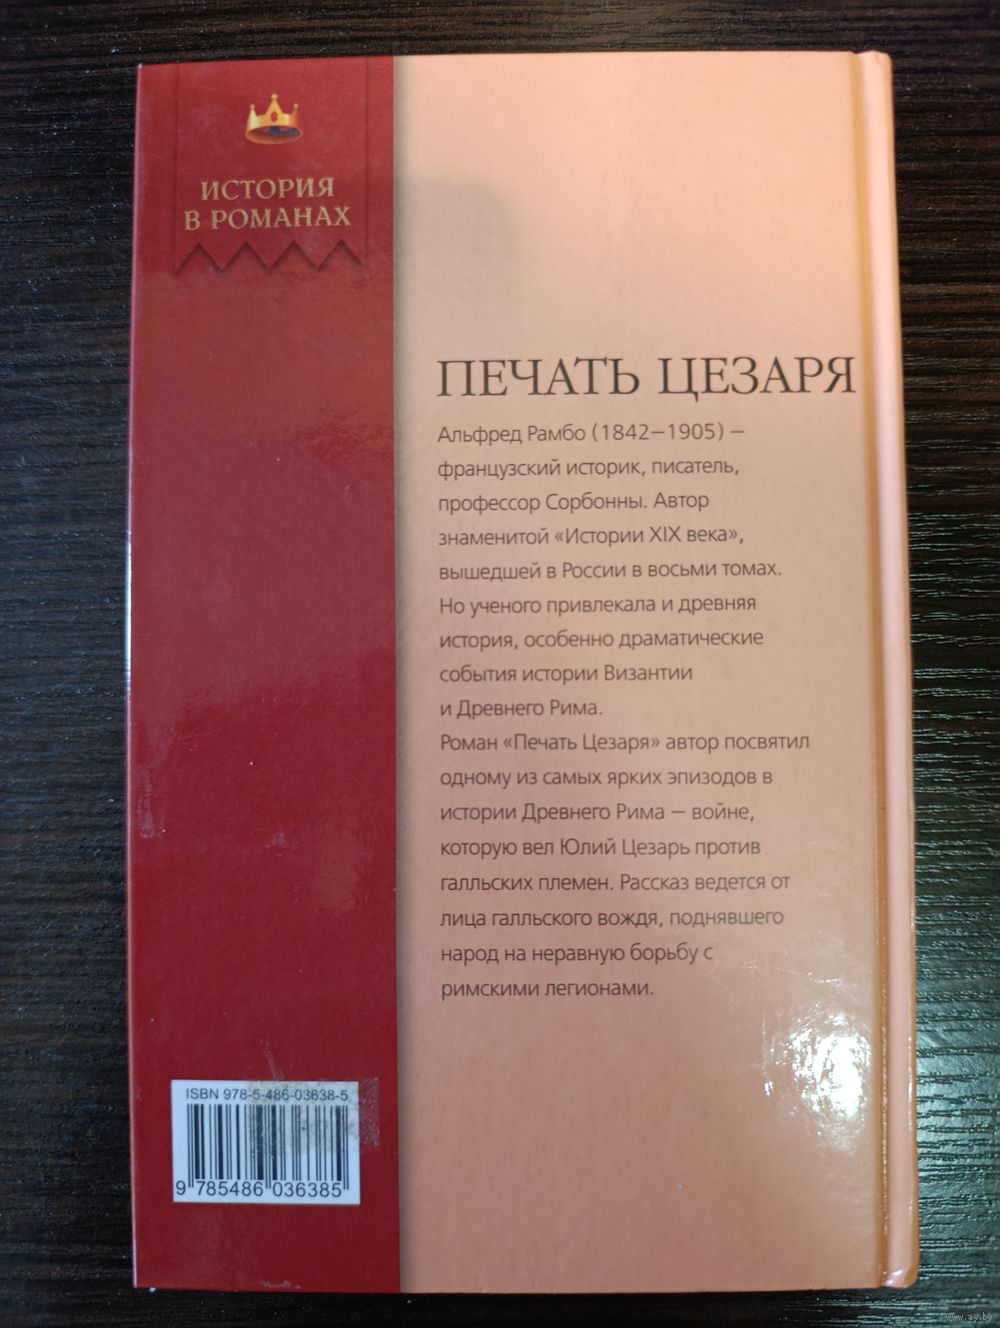 ИСТОРИЯ
В РОМАНАХ
ПЕЧАТЬ ЦЕЗАРЯ
Альфред Рамбо (1842–1905) –
французский историк, писатель,
профессор Сорбонны. Автор
знаменитой «Истории XIX века»,
вышедшей в России в восьми томах.
Но ученого привлекала и древняя
история, особенно драматические
события истории Византии
и Древнего Рима.
Роман «Печать Цезаря» автор посвятил
одному из самых ярких эпизодов в
истории Древнего Рима – войне,
которую вел Юлий Цезарь против
галльских племен. Рассказ ведется от
лица галльского вождя, поднявшего
народ на неравную борьбу с
римскими легионами.
ISBN 978-5-486-03638-5
9 785486 036385
www.ay.by